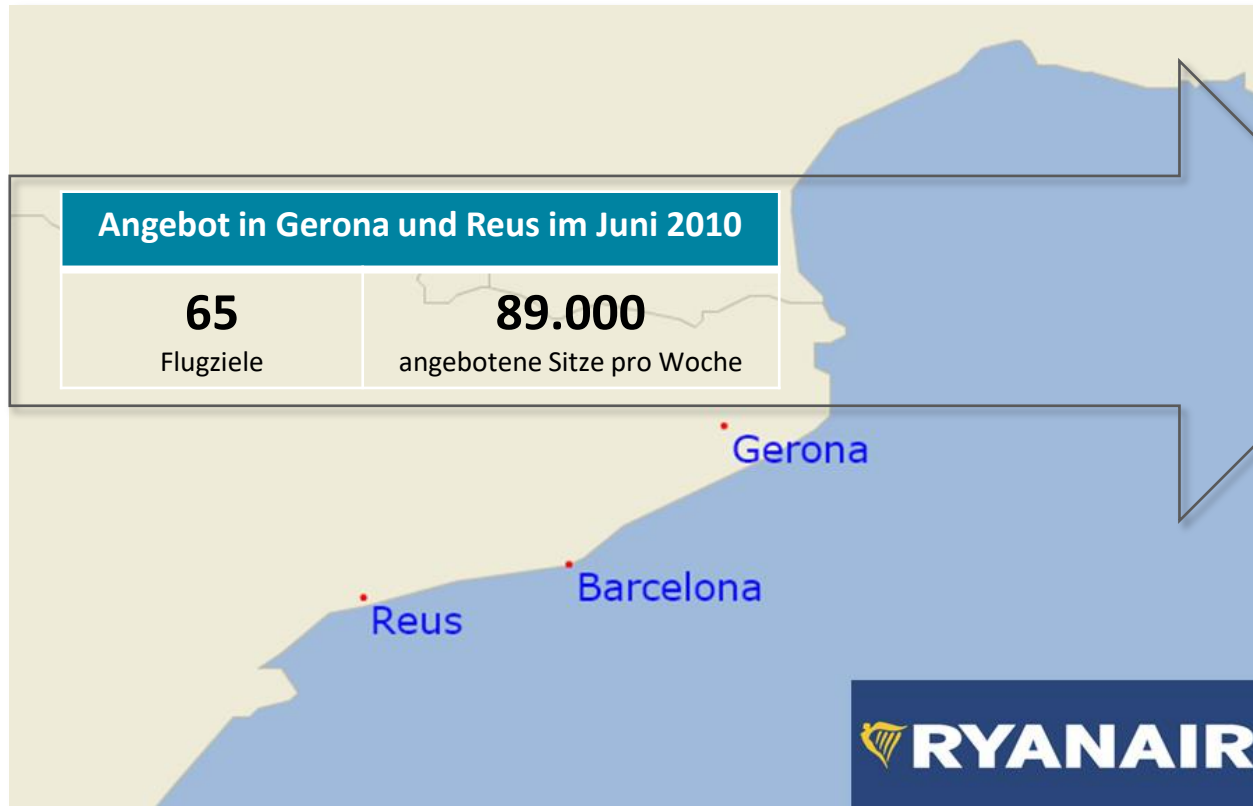 Angebot in Gerona und Reus im Juni 2010
65
89.000
Flugziele
angebotene Sitze pro Woche
Gerona
Barcelona
Reus
RYANAIR